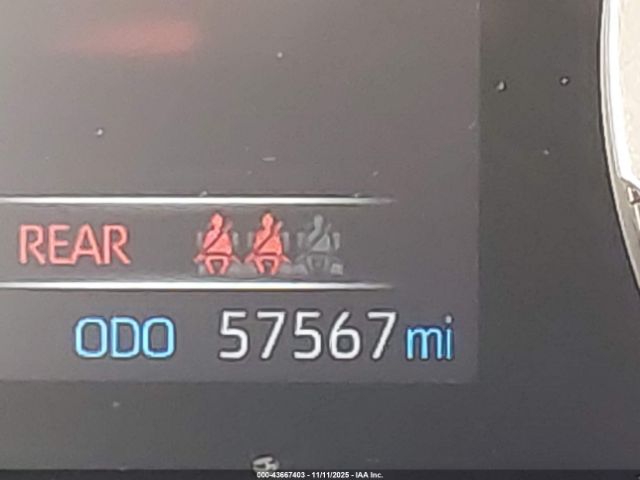 REAR
ODO 57567 mi
000-43667403 - 11/11/2025 - IAA Inc.